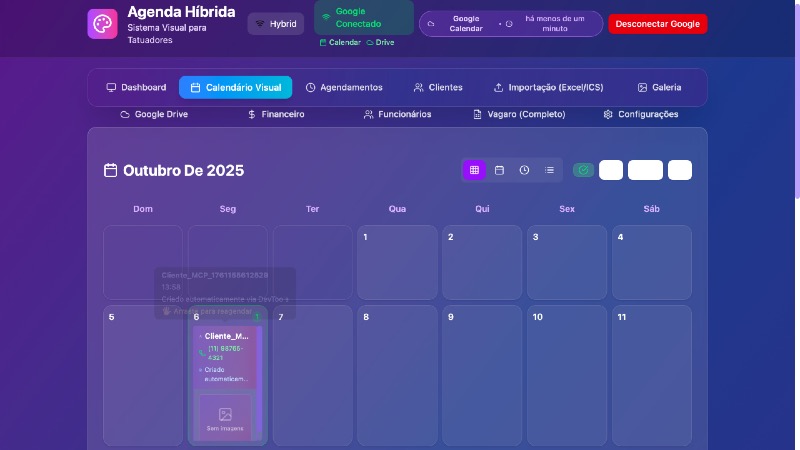 Agenda Híbrida
Sistema Visual para
Tatuadores
Hybrid
Google
Conectado
Calendar Drive
Google
Calendar
•
há menos de um
minuto
Desconectar Google
Dashboard
Calendário Visual
Agendamentos
Clientes
Importação (Excel/ICS)
Galeria
Google Drive
Financeiro
Funcionários
Vagaro (Completo)
Configurações
Outubro De 2025
Dom Seg Ter Qua Qui Sex Sáb
1 2 3 4
13:58
Criado automaticamente via DevTools
Arraste para reagendar
5 6 7 8 9 10 11
Cliente_M...
(11) 98765-
4321
Criado
automaticam...
Sem imagens